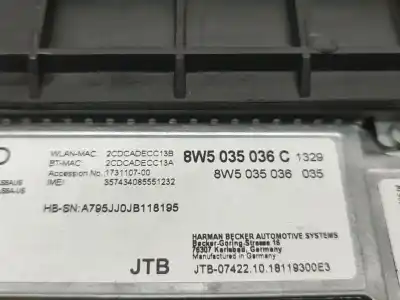 WLAN-MAC: 2CDCADECC13B
BT-MAC: 2CDCADECC13A
Accession No. 1731107-00
IMEI: 357434085551232
8W5 035 036 C 1329
8W5 035 036 035
HB-SN:A795JJ0JB118195
HARMAN BECKER AUTOMOTIVE SYSTEMS
Becker-Göring-Strasse 16
76307 Karlsbad, Germany
Made in Germany
JTB
JTB-07422.10.18119300E3